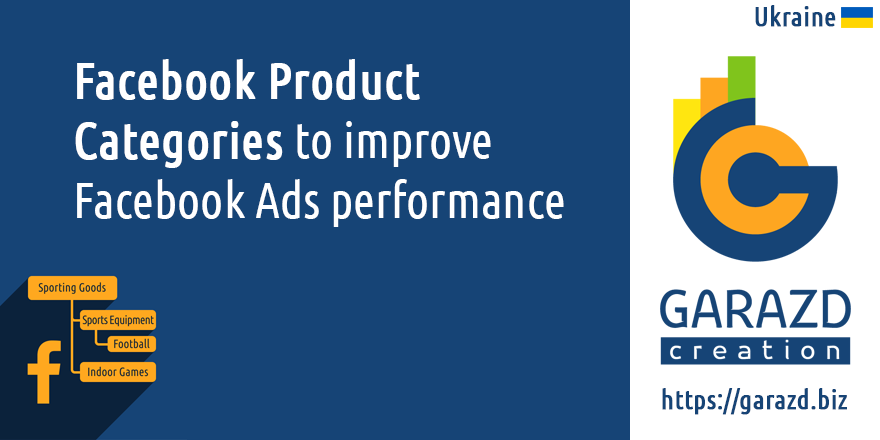 Ukraine
Facebook Product
Categories to improve
Facebook Ads performance
Sporting Goods
Sports Equipment
Football
Indoor Games
GARAZD
creation
https://garazd.biz